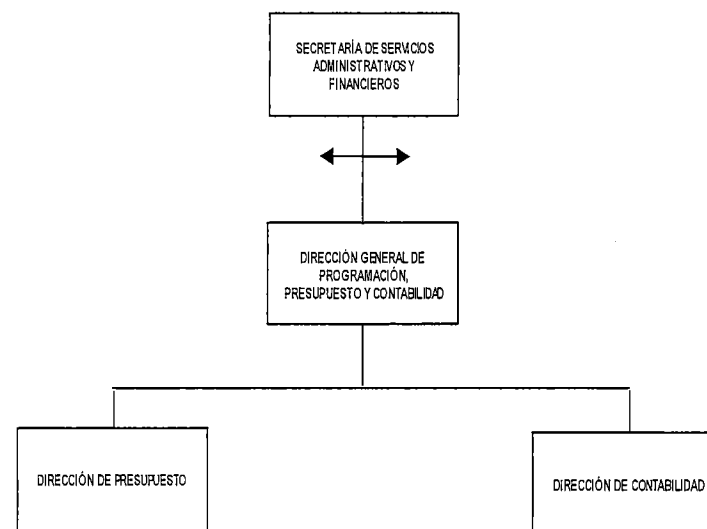 SECRETARÍA DE SERVICIOS
ADMINISTRATIVOS Y
FINANCIEROS
DIRECCIÓN GENERAL DE
PROGRAMACIÓN,
PRESUPUESTO Y CONTABILIDAD
DIRECCIÓN DE PRESUPUESTO
DIRECCIÓN DE CONTABILIDAD